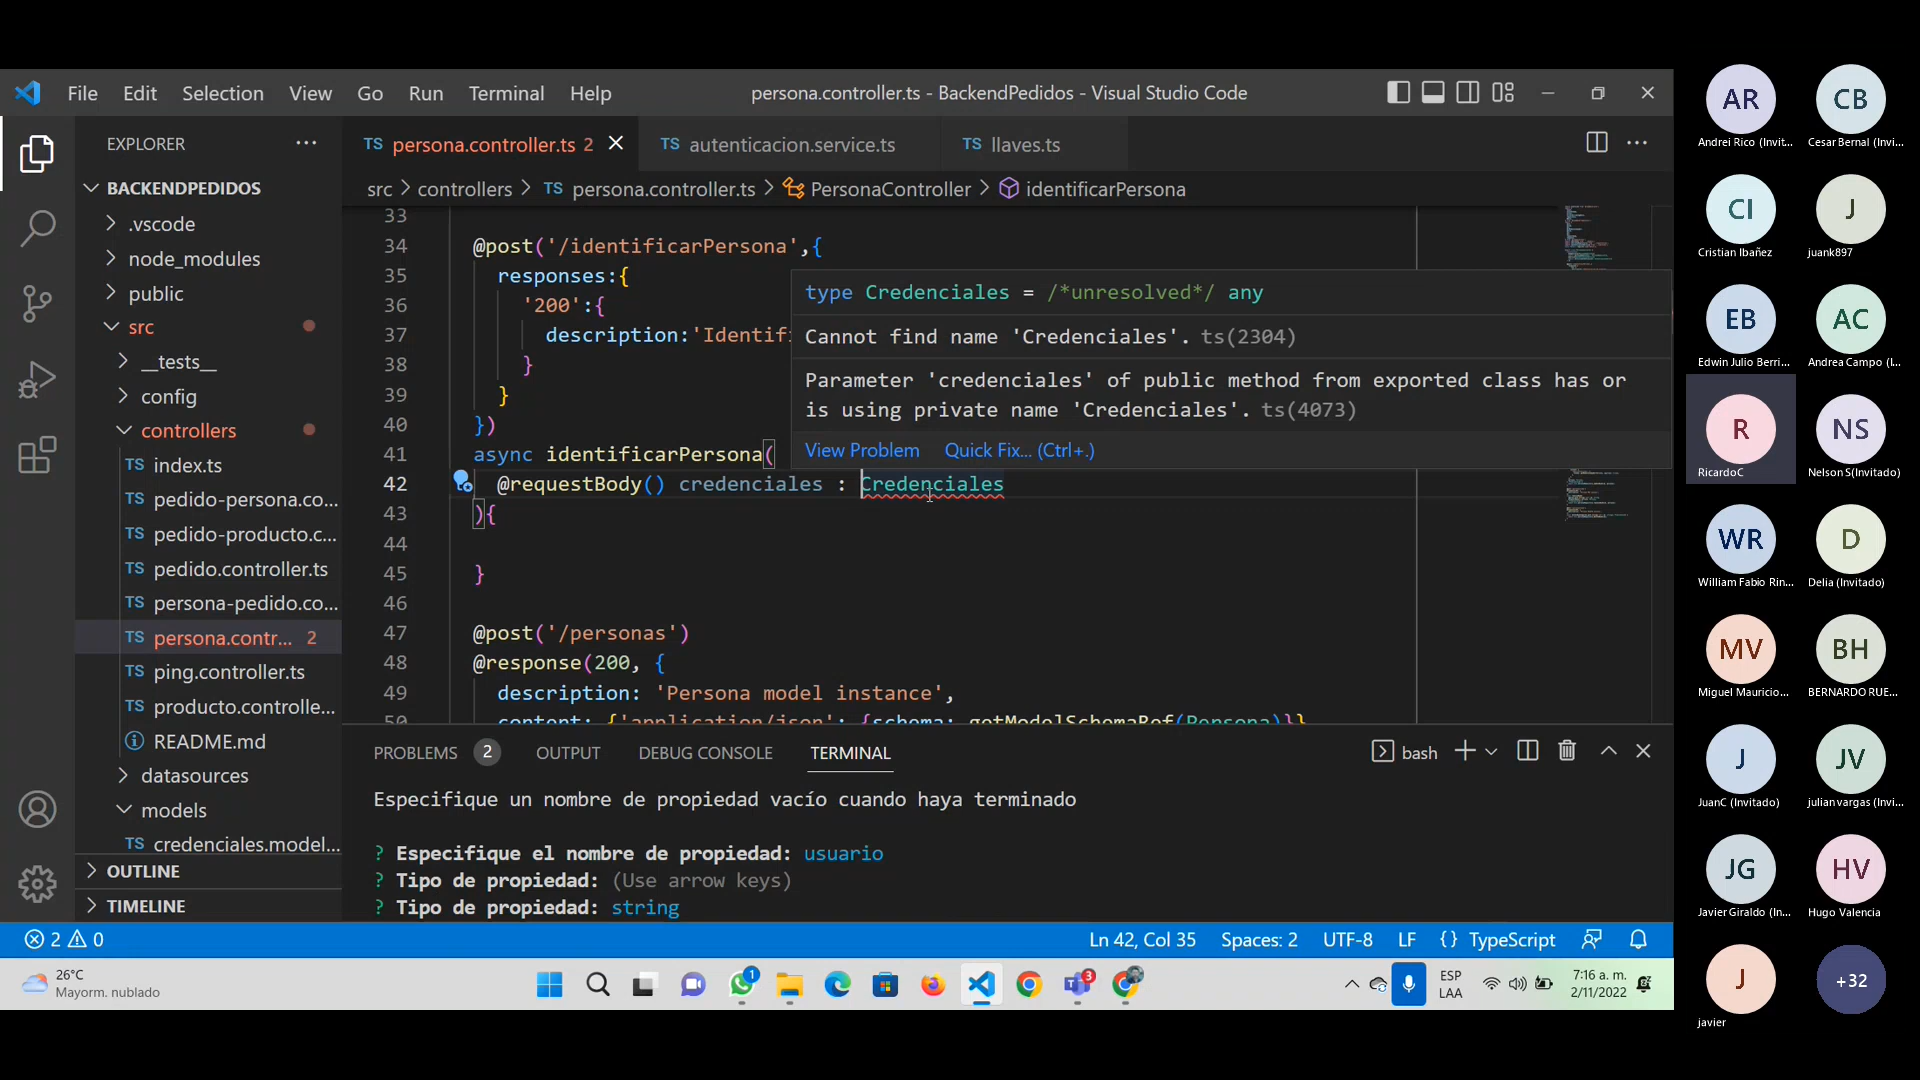 File Edit Selection View Go Run Terminal Help
persona.controller.ts - BackendPedidos - Visual Studio Code
EXPLORER
BACKENDPEDIDOS
.vscode
node_modules
public
src
__tests__
config
controllers
TS index.ts
TS pedido-persona.co...
TS pedido-producto.c...
TS pedido.controller.ts
TS persona-pedido.co...
TS persona.contr... 2
TS ping.controller.ts
TS producto.controlle...
README.md
datasources
models
TS credenciales.model...
OUTLINE
TIMELINE
TS persona.controller.ts 2
TS autenticacion.service.ts
TS llaves.ts
src > controllers > TS persona.controller.ts > PersonaController > identificarPersona
33
34 @post('/identificarPersona',{
35 responses:{
36 '200':{
37 description:'Identif
38 }
39 }
40 })
41 async identificarPersona(
42 @requestBody() credenciales : Credenciales
43 ){
44
45 }
46
47 @post('/personas')
48 @response(200, {
49 description: 'Persona model instance',
50 content: {'application/json': {schema: getModelSchemaRef(Persona)}}
type Credenciales = /*unresolved*/ any
Cannot find name 'Credenciales'. ts(2304)
Parameter 'credenciales' of public method from exported class has or
is using private name 'Credenciales'. ts(4073)
View Problem Quick Fix... (Ctrl+.)
PROBLEMS 2 OUTPUT DEBUG CONSOLE TERMINAL
bash
Especifique un nombre de propiedad vacío cuando haya terminado
? Especifique el nombre de propiedad: usuario
? Tipo de propiedad: (Use arrow keys)
? Tipo de propiedad: string
2 0
Ln 42, Col 35 Spaces: 2 UTF-8 LF {} TypeScript
26°C
Mayorm. nublado
1
3
ESP
LAA
7:16 a. m.
2/11/2022
AR
Andrei Rico (Invit...
CB
Cesar Bernal (Invi...
CI
Cristian Ibañez
J
juank897
EB
Edwin Julio Berri...
AC
Andrea Campo (I...
R
RicardoC
NS
Nelson S(Invitado)
WR
William Fabio Rin...
D
Delia (Invitado)
MV
Miguel Mauricio...
BH
BERNARDO RUE...
J
JuanC (Invitado)
JV
julian vargas (Invi...
JG
Javier Giraldo (In...
HV
Hugo Valencia
J
javier
+32